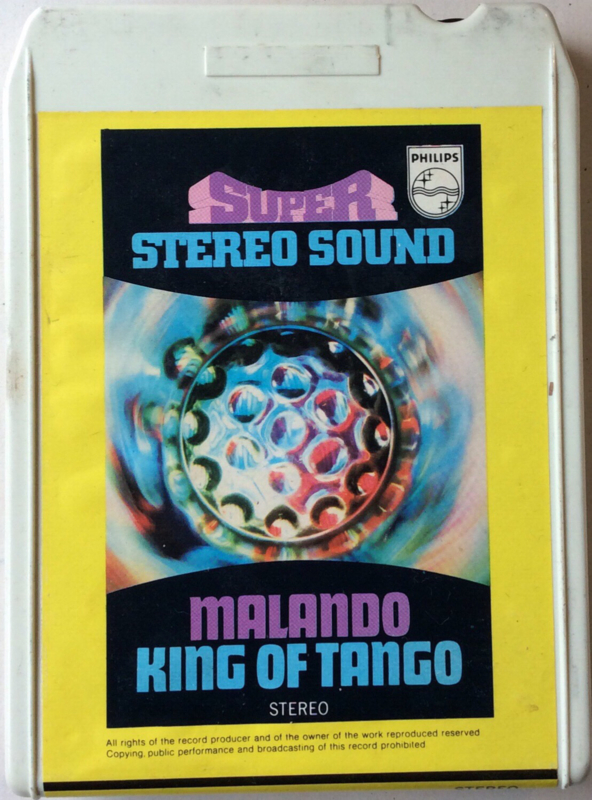 PHILIPS
SUPER
STEREO SOUND
MALANDO
KING OF TANGO
STEREO
All rights of the record producer and of the owner of the work reproduced reserved
Copying, public performance and broadcasting of this record prohibited.
STEREO